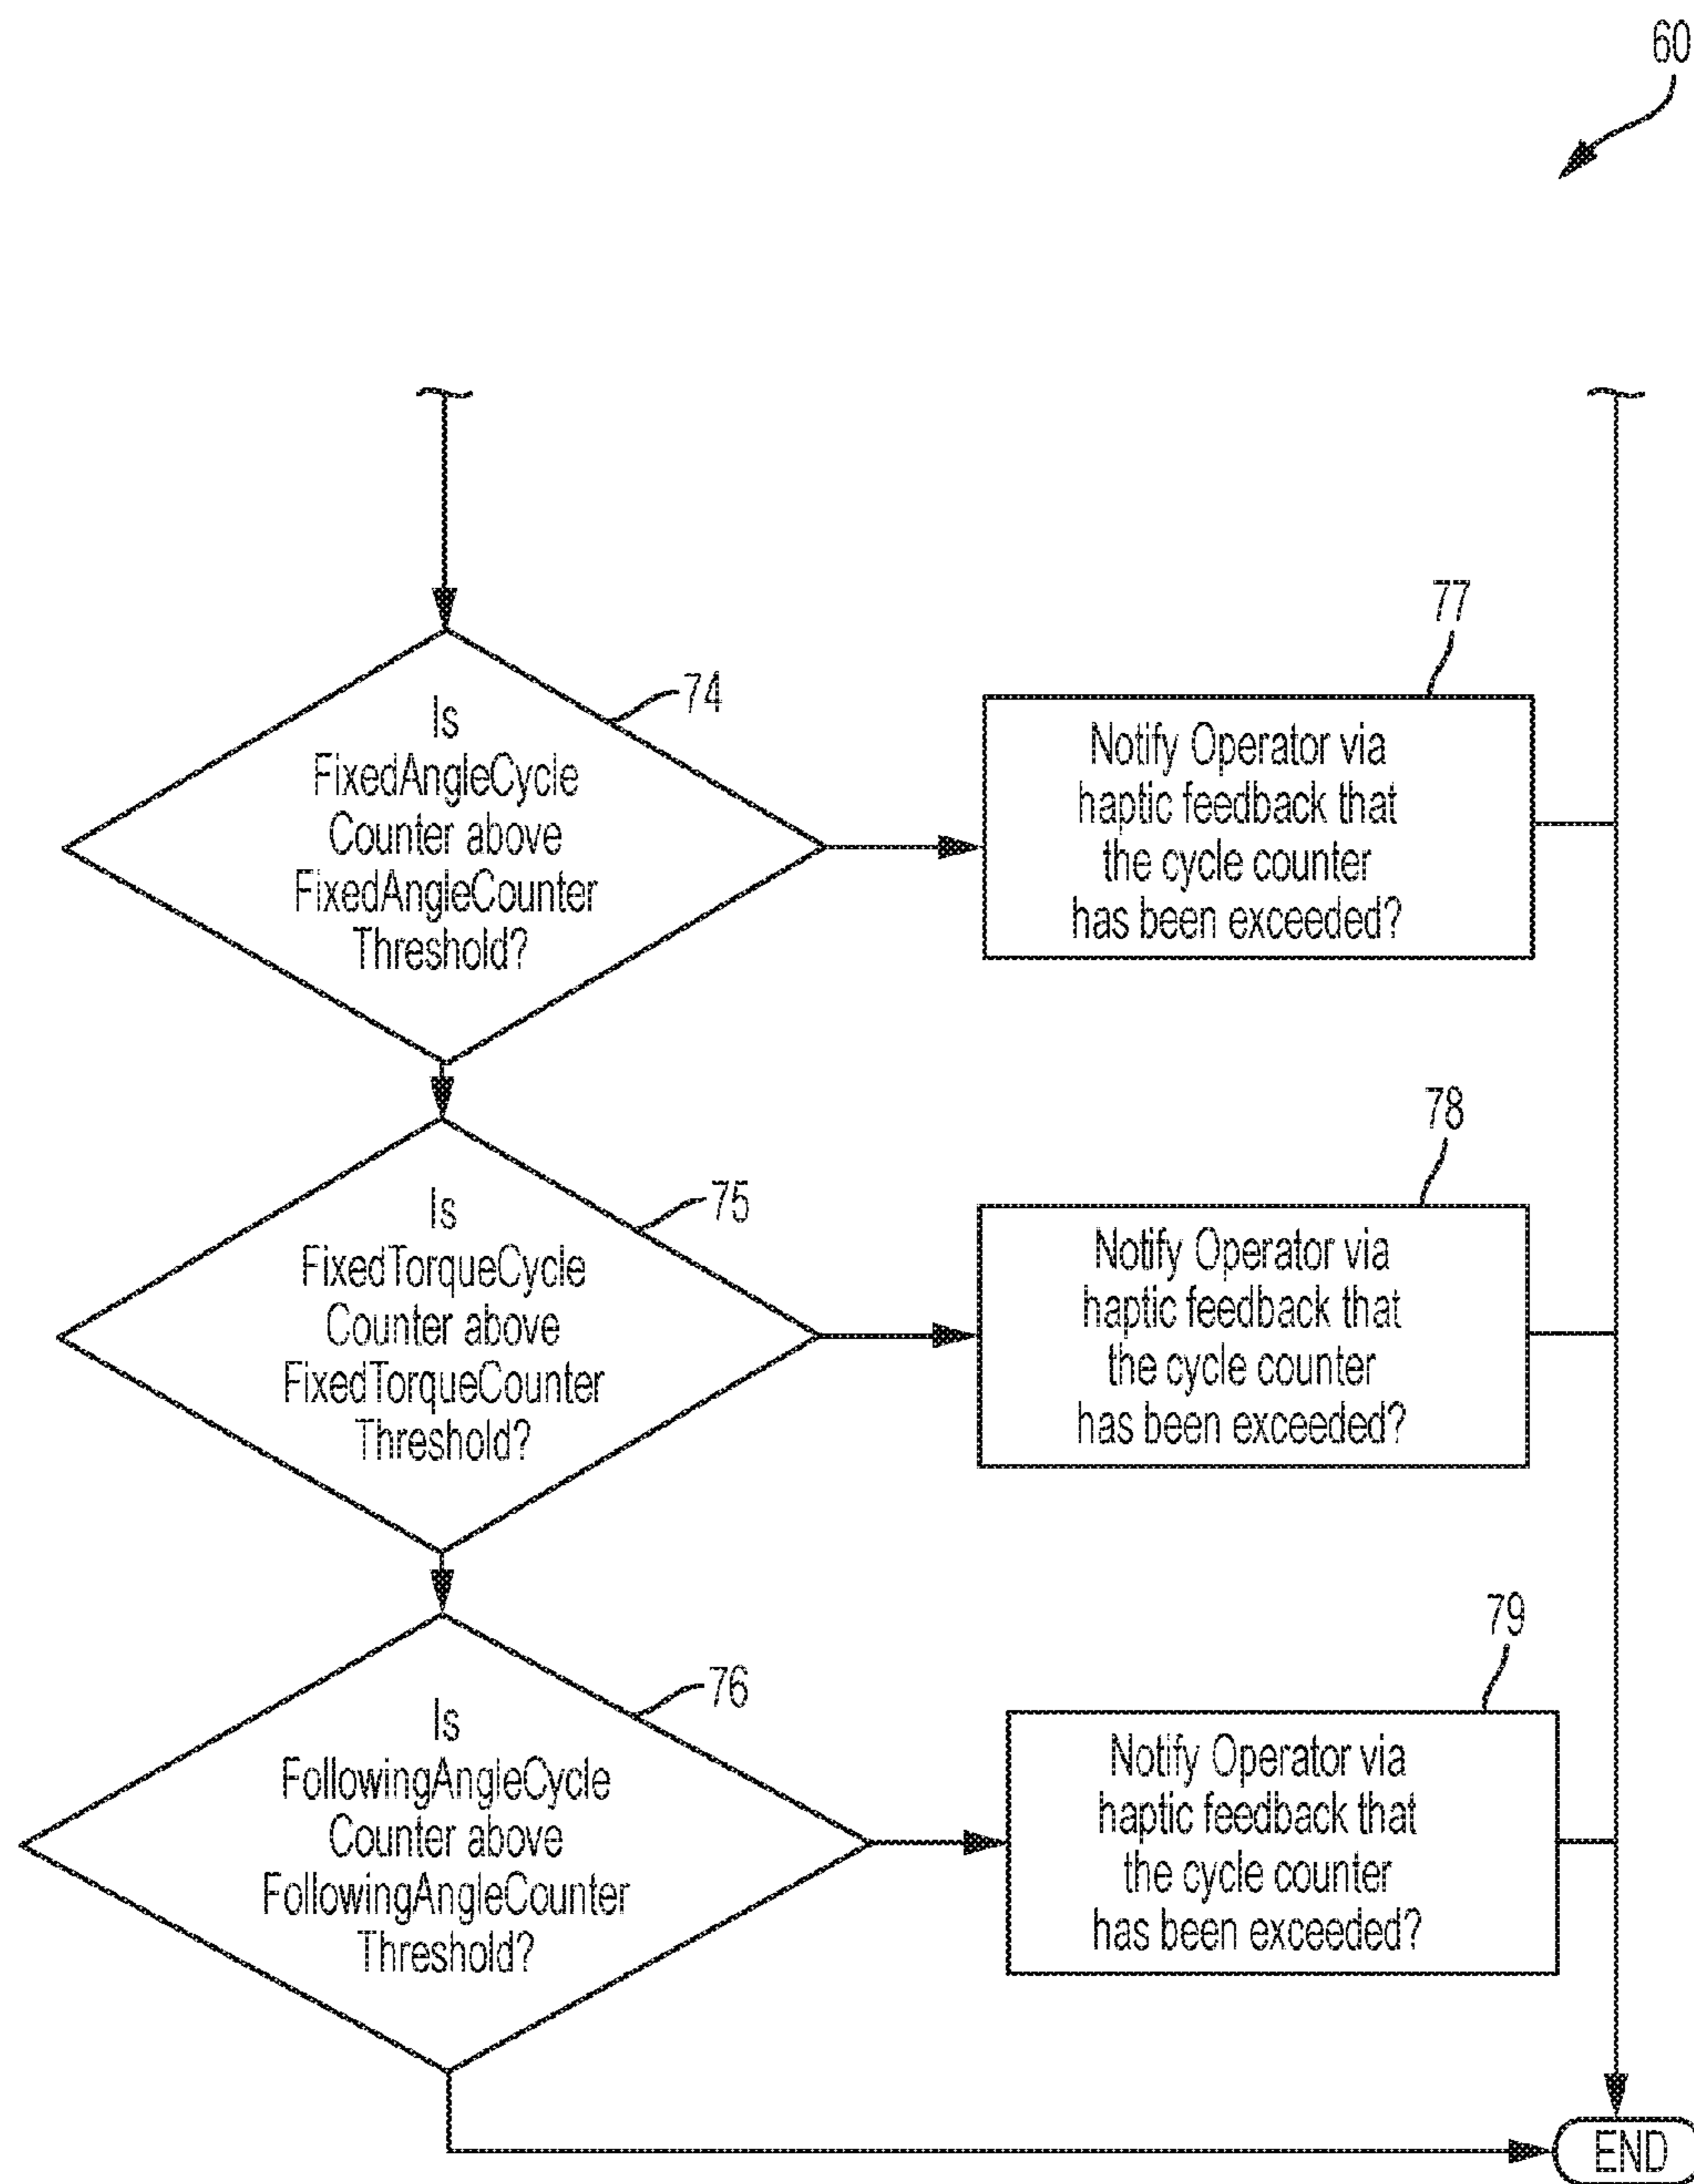 60
77
Is
FixedAngleCycle
Counter above
FixedAngleCounter
Threshold?
74
Notify Operator via
haptic feedback that
the cycle counter
has been exceeded?
78
Is
FixedTorqueCycle
Counter above
FixedTorqueCounter
Threshold?
75
Notify Operator via
haptic feedback that
the cycle counter
has been exceeded?
79
Is
FollowingAngleCycle
Counter above
FollowingAngleCounter
Threshold?
76
Notify Operator via
haptic feedback that
the cycle counter
has been exceeded?
END